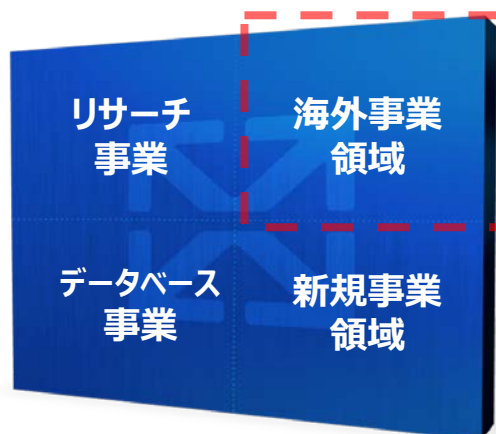 リサーチ
事業
海外事業
領域
データベース
事業
新規事業
領域